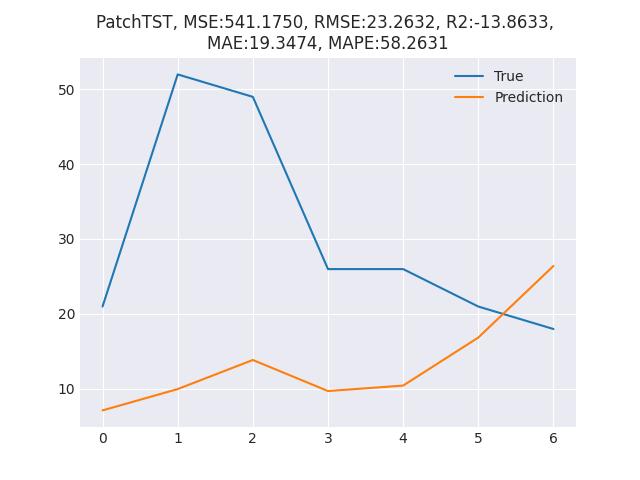 PatchTST, MSE:541.1750, RMSE:23.2632, R2:-13.8633,
MAE:19.3474, MAPE:58.2631
True
Prediction
50
40
30
20
10
0 1 2 3 4 5 6